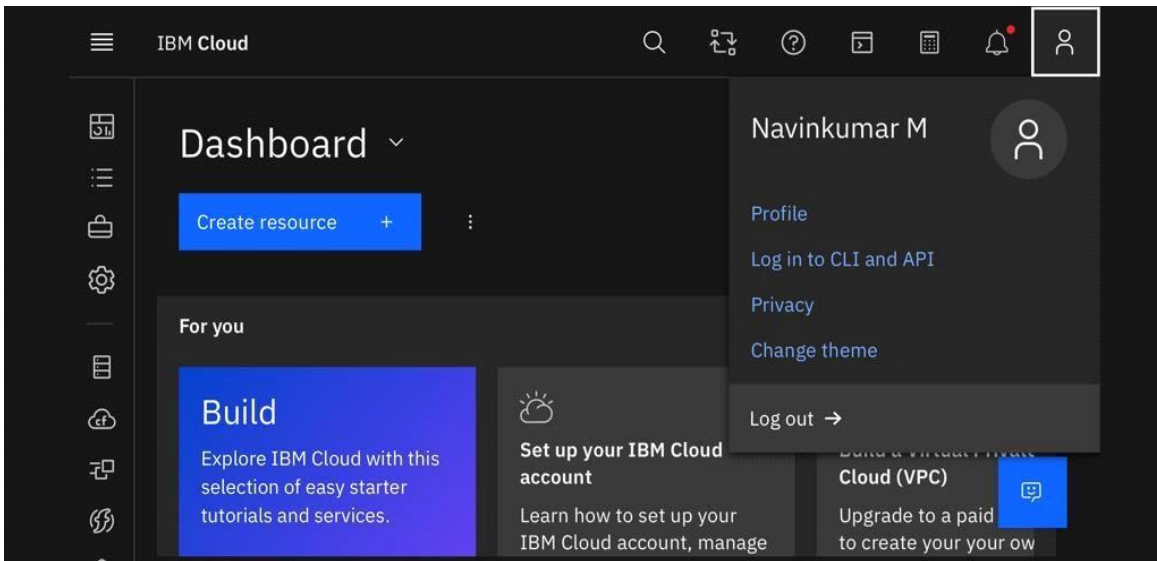 IBM Cloud
Dashboard
Create resource +
Navinkumar M
Profile
Log in to CLI and API
Privacy
Change theme
Log out →
For you
Build
Explore IBM Cloud with this
selection of easy starter
tutorials and services.
Set up your IBM Cloud
account
Learn how to set up your
IBM Cloud account, manage
Build a Virtual Private
Cloud (VPC)
Upgrade to a paid
to create your your ow